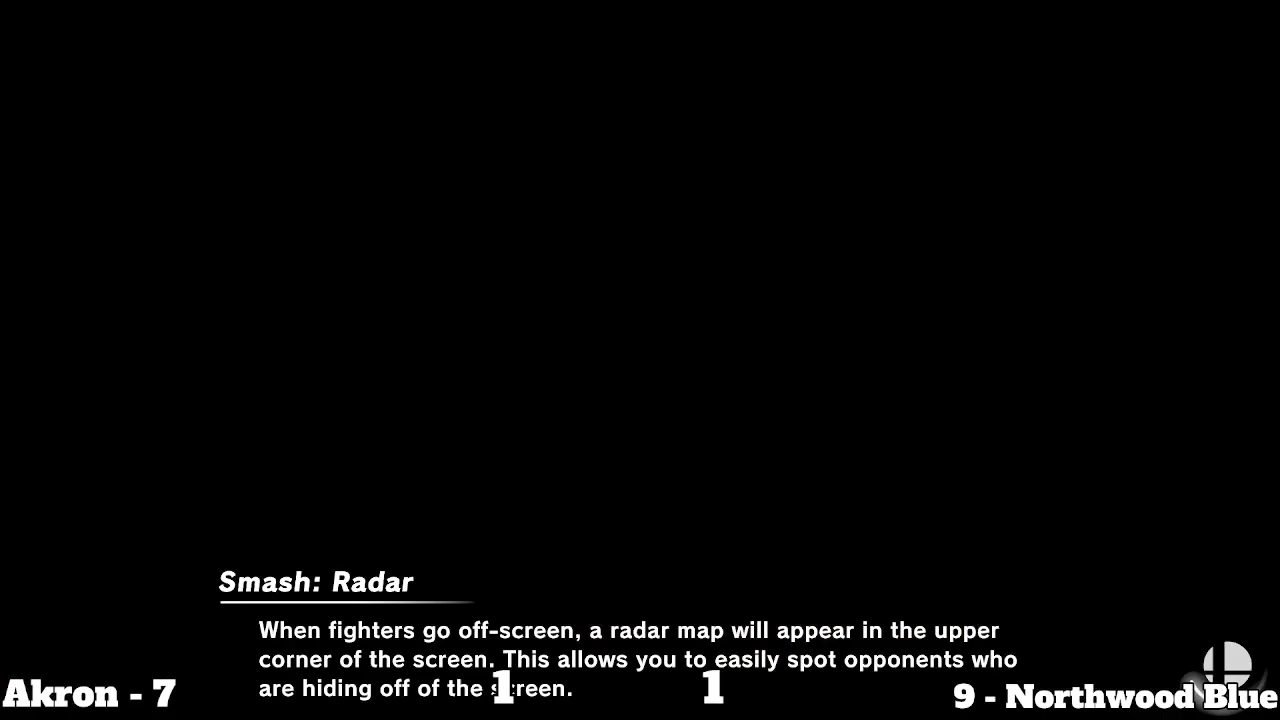 Smash: Radar
When fighters go off-screen, a radar map will appear in the upper
corner of the screen. This allows you to easily spot opponents who
are hiding off of the screen.
Akron - 7
1
1
9 - Northwood Blue